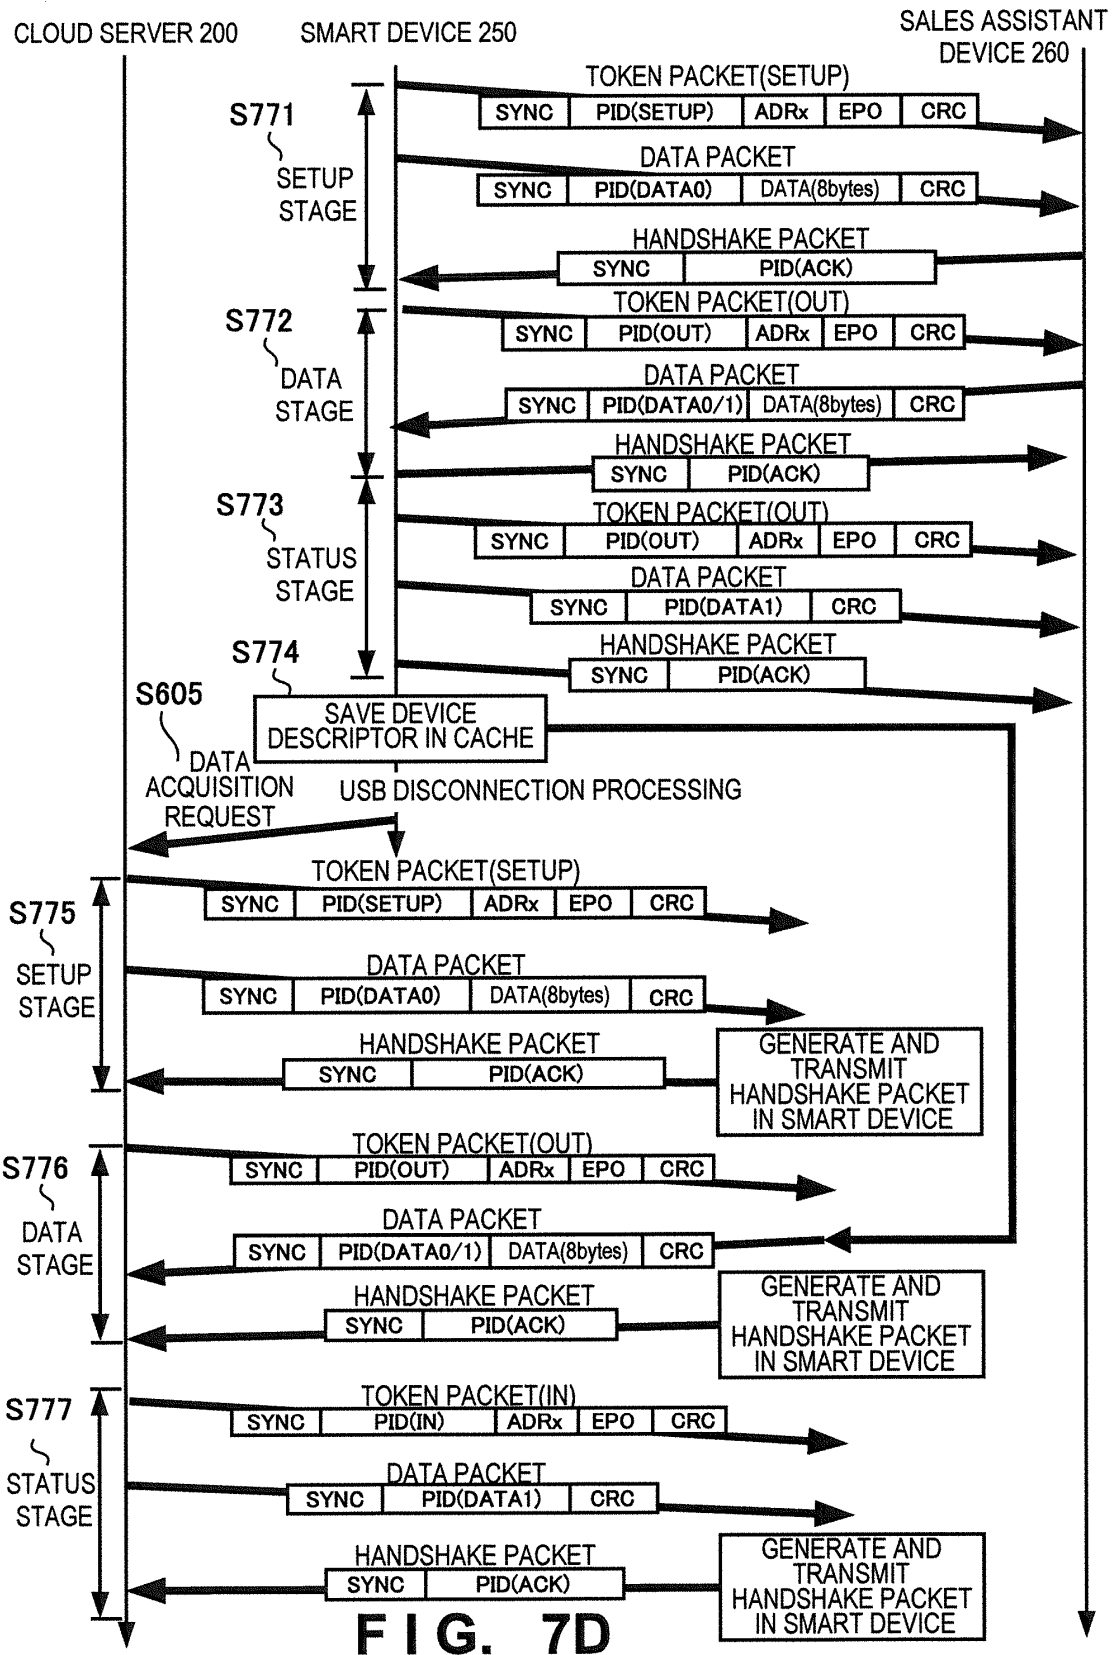 CLOUD SERVER 200
SMART DEVICE 250
SALES ASSISTANT
DEVICE 260
TOKEN PACKET(SETUP)
SYNC PID(SETUP) ADRx EPO CRC
S771
SETUP
STAGE
DATA PACKET
SYNC PID(DATA0) DATA(8bytes) CRC
HANDSHAKE PACKET
SYNC PID(ACK)
S772
DATA
STAGE
TOKEN PACKET(OUT)
SYNC PID(OUT) ADRx EPO CRC
DATA PACKET
SYNC PID(DATA0/1) DATA(8bytes) CRC
HANDSHAKE PACKET
SYNC PID(ACK)
S773
STATUS
STAGE
TOKEN PACKET(OUT)
SYNC PID(OUT) ADRx EPO CRC
DATA PACKET
SYNC PID(DATA1) CRC
HANDSHAKE PACKET
SYNC PID(ACK)
S774
SAVE DEVICE
DESCRIPTOR IN CACHE
S605
DATA
ACQUISITION
REQUEST
USB DISCONNECTION PROCESSING
TOKEN PACKET(SETUP)
SYNC PID(SETUP) ADRx EPO CRC
S775
SETUP
STAGE
DATA PACKET
SYNC PID(DATA0) DATA(8bytes) CRC
HANDSHAKE PACKET
SYNC PID(ACK)
GENERATE AND
TRANSMIT
HANDSHAKE PACKET
IN SMART DEVICE
S776
DATA
STAGE
TOKEN PACKET(OUT)
SYNC PID(OUT) ADRx EPO CRC
DATA PACKET
SYNC PID(DATA0/1) DATA(8bytes) CRC
HANDSHAKE PACKET
SYNC PID(ACK)
GENERATE AND
TRANSMIT
HANDSHAKE PACKET
IN SMART DEVICE
S777
STATUS
STAGE
TOKEN PACKET(IN)
SYNC PID(IN) ADRx EPO CRC
DATA PACKET
SYNC PID(DATA1) CRC
HANDSHAKE PACKET
SYNC PID(ACK)
GENERATE AND
TRANSMIT
HANDSHAKE PACKET
IN SMART DEVICE
FIG. 7D